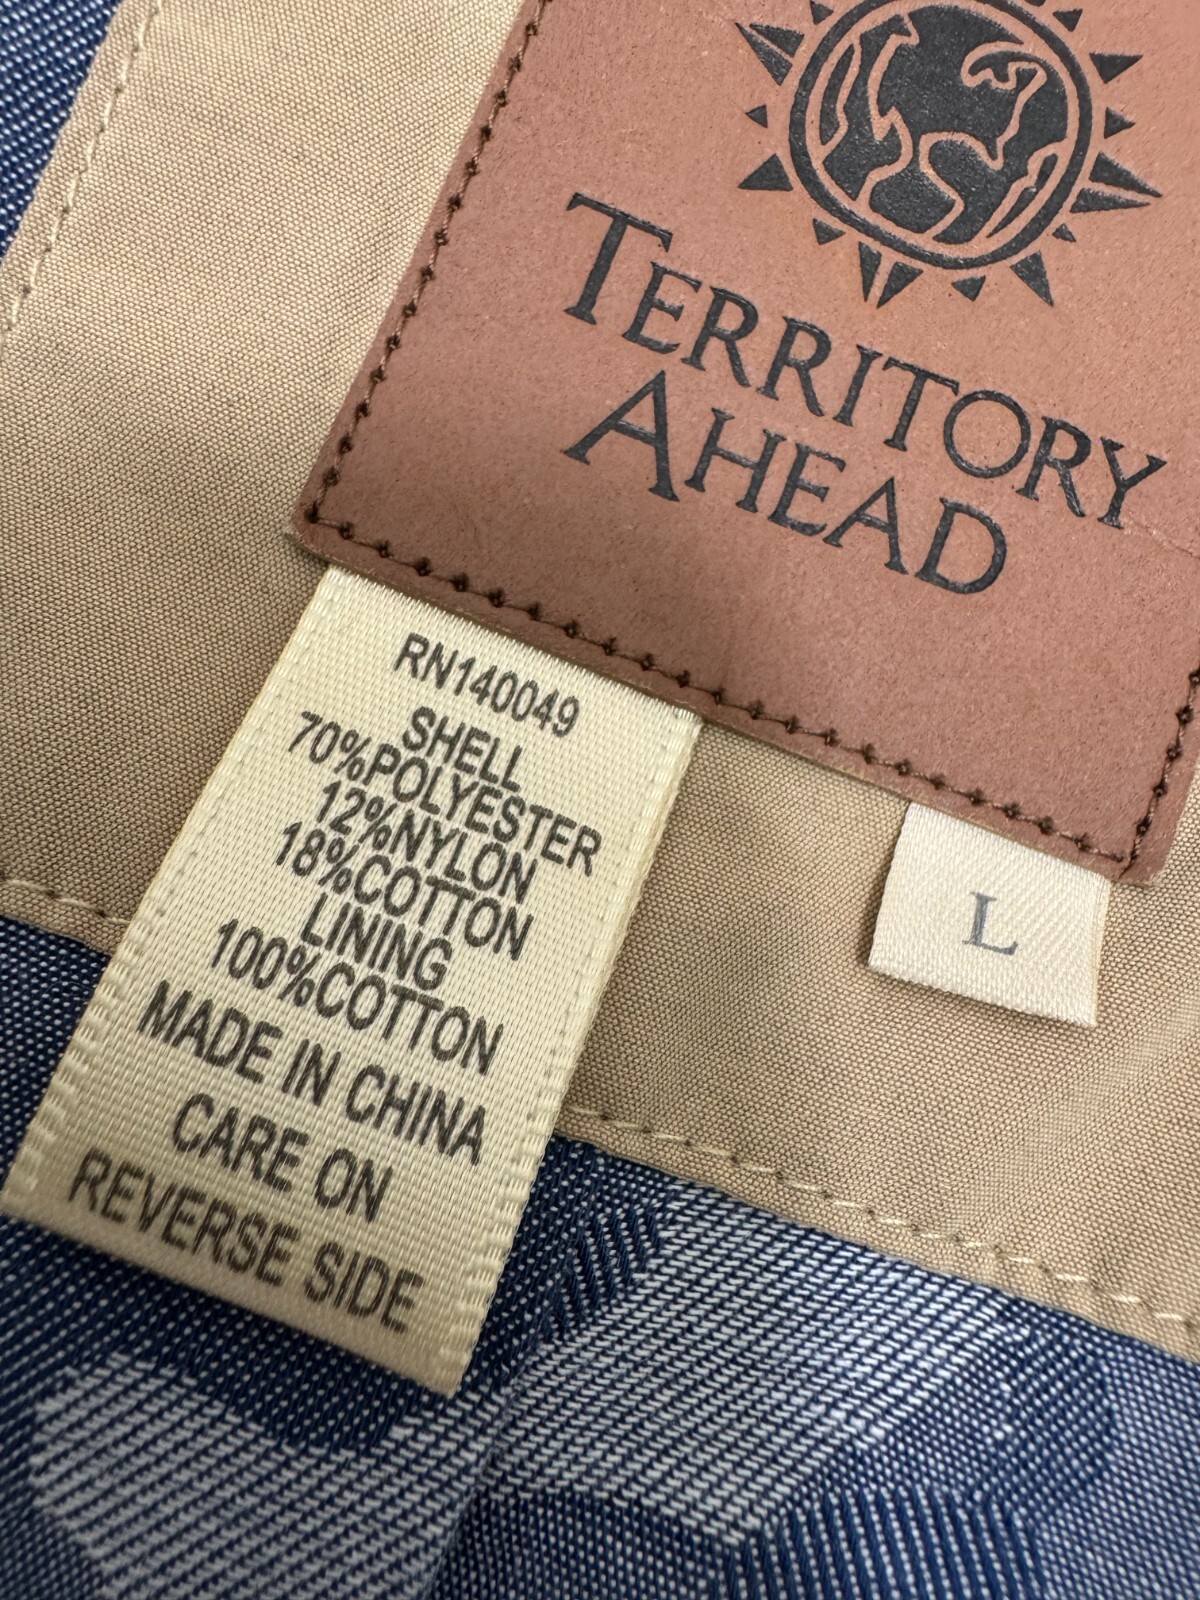 TERRITORY
AHEAD
RN140049
SHELL
70%POLYESTER
12%NYLON
18%COTTON
LINING
100%COTTON
MADE IN CHINA
CARE ON
REVERSE SIDE
L